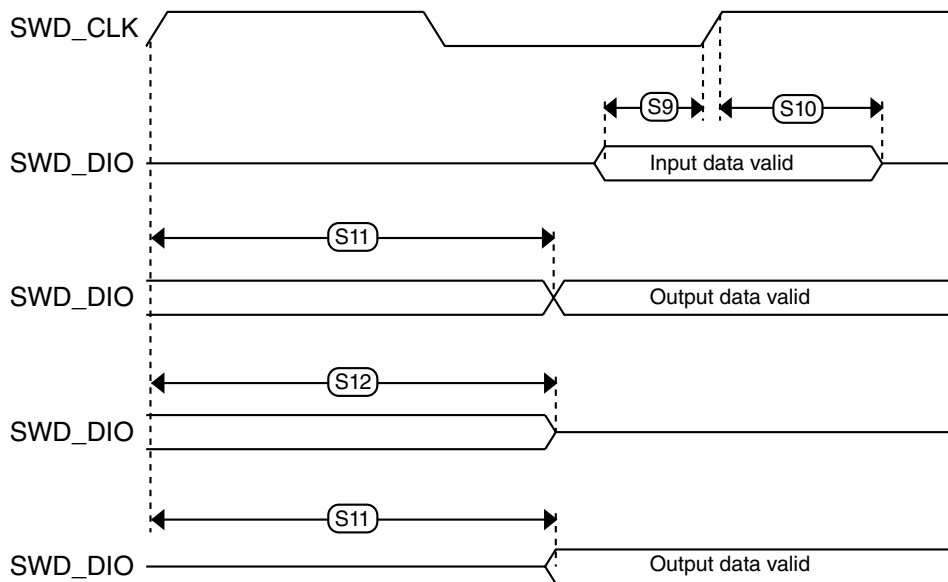 SWD_CLK
S9
S10
SWD_DIO
Input data valid
S11
SWD_DIO
Output data valid
S12
SWD_DIO
S11
SWD_DIO
Output data valid